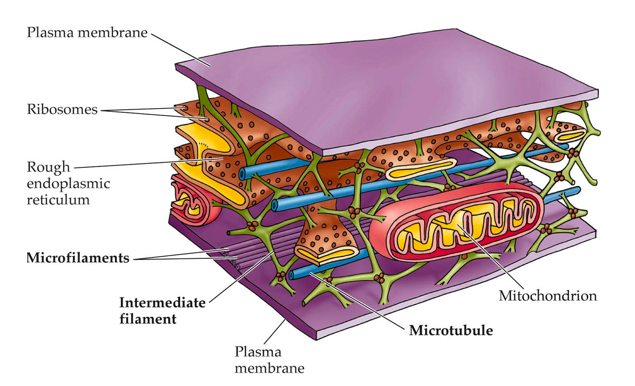 Plasma membrane
Ribosomes
Rough
endoplasmic
reticulum
Microfilaments
Intermediate
filament
Plasma
membrane
Microtubule
Mitochondrion